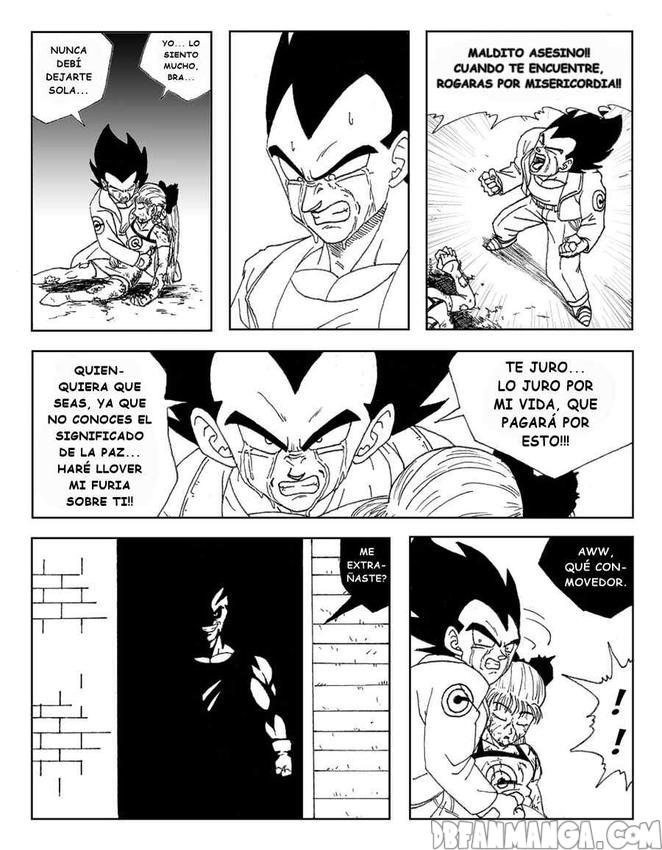 YO... LO
SIENTO
MUCHO,
BRA...
NUNCA
DEBÍ
DEJARTE
SOLA...
MALDITO ASESINO!!
CUANDO TE ENCUENTRE,
ROGARAS POR MISERICORDIA!!
QUIEN-
QUIERA QUE
SEAS, YA QUE
NO CONOCES EL
SIGNIFICADO
DE LA PAZ...
HARÉ LLOVER
MI FURIA
SOBRE TI!!
TE JURO...
LO JURO POR
MI VIDA, QUE
PAGARÁ POR
ESTO!!!
ME
EXTRA-
ÑASTE?
AWW,
QUÉ CON-
MOVEDOR.
!
!
DBFANMANGA.COM